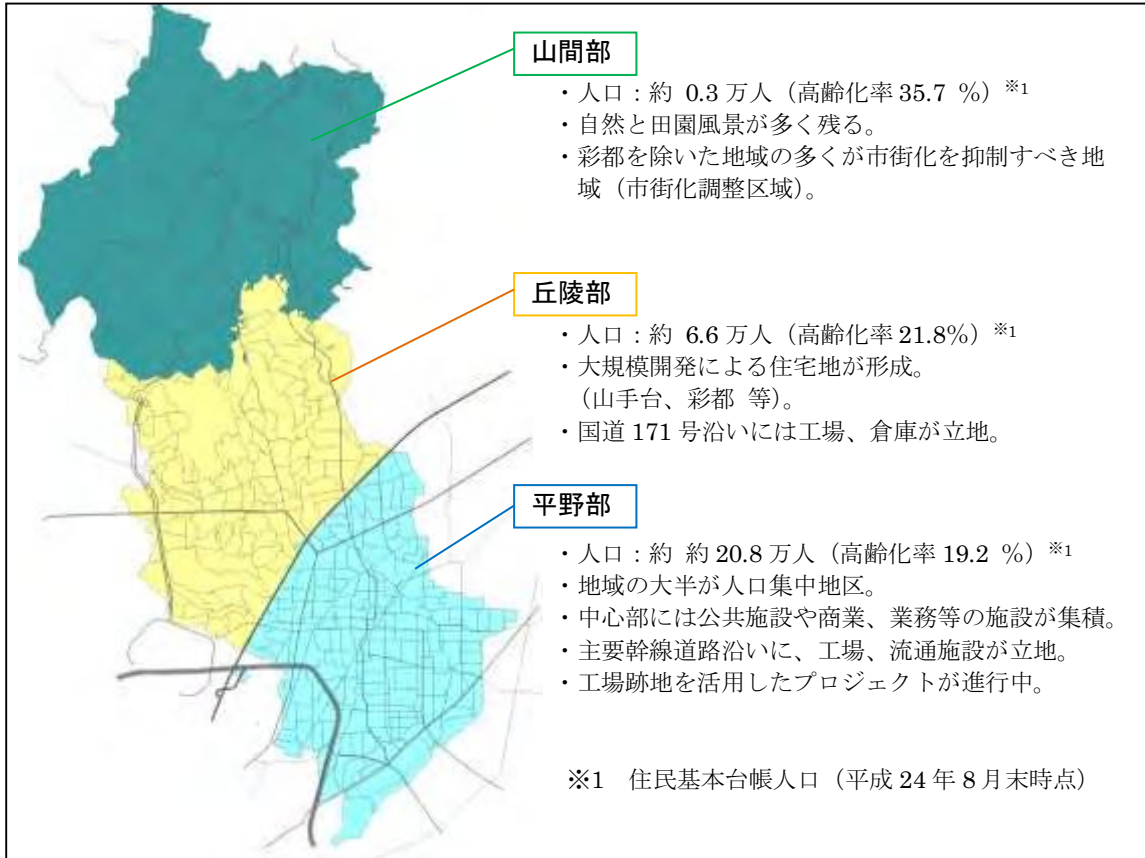 山間部
・人口：約 0.3 万人（高齢化率 35.7 %）※1
・自然と田園風景が多く残る。
・彩都を除いた地域の多くが市街化を抑制すべき地
域（市街化調整区域）。
丘陵部
・人口：約 6.6 万人（高齢化率 21.8%）※1
・大規模開発による住宅地が形成。
（山手台、彩都 等）。
・国道 171 号沿いには工場、倉庫が立地。
平野部
・人口：約 約 20.8 万人（高齢化率 19.2 %）※1
・地域の大半が人口集中地区。
・中心部には公共施設や商業、業務等の施設が集積。
・主要幹線道路沿いに、工場、流通施設が立地。
・工場跡地を活用したプロジェクトが進行中。
※1 住民基本台帳人口（平成 24 年 8 月末時点）